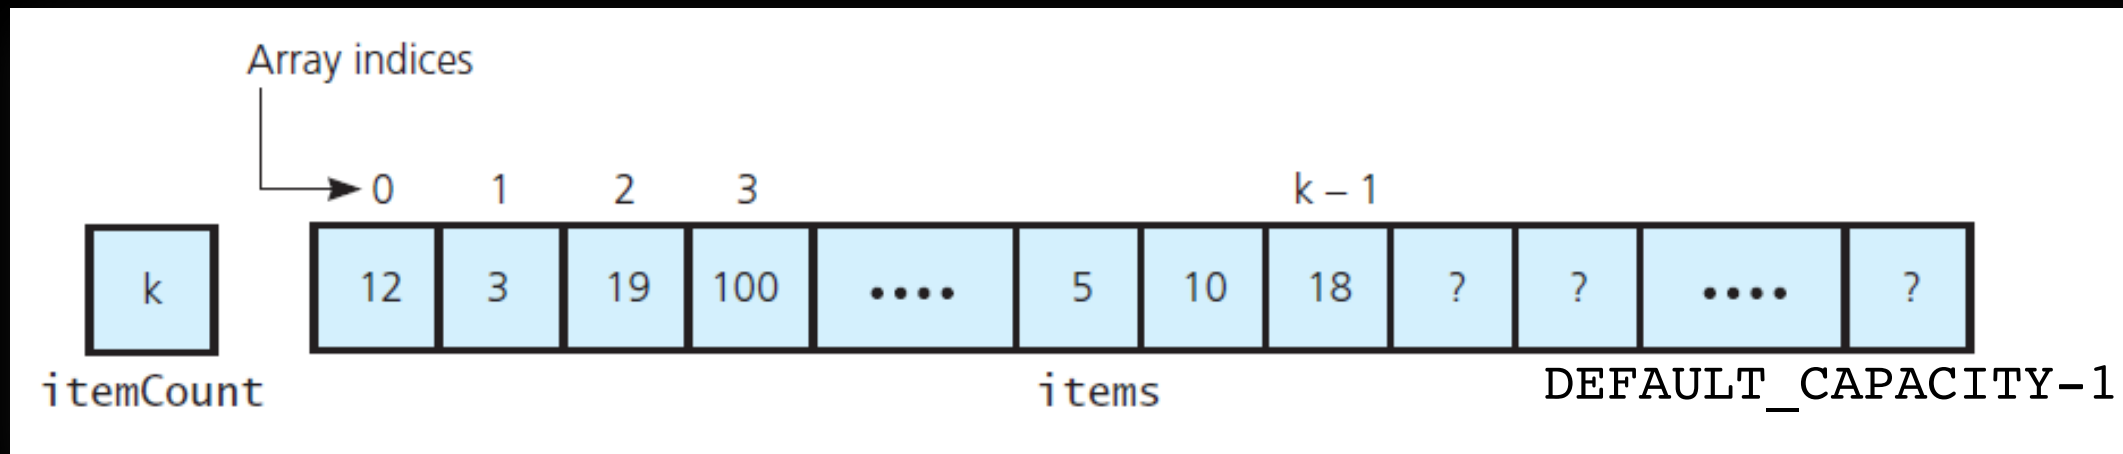 Array indices
0 1 2 3 k – 1
k 12 3 19 100 •••• 5 10 18 ? ? •••• ?
itemCount items DEFAULT_CAPACITY-1